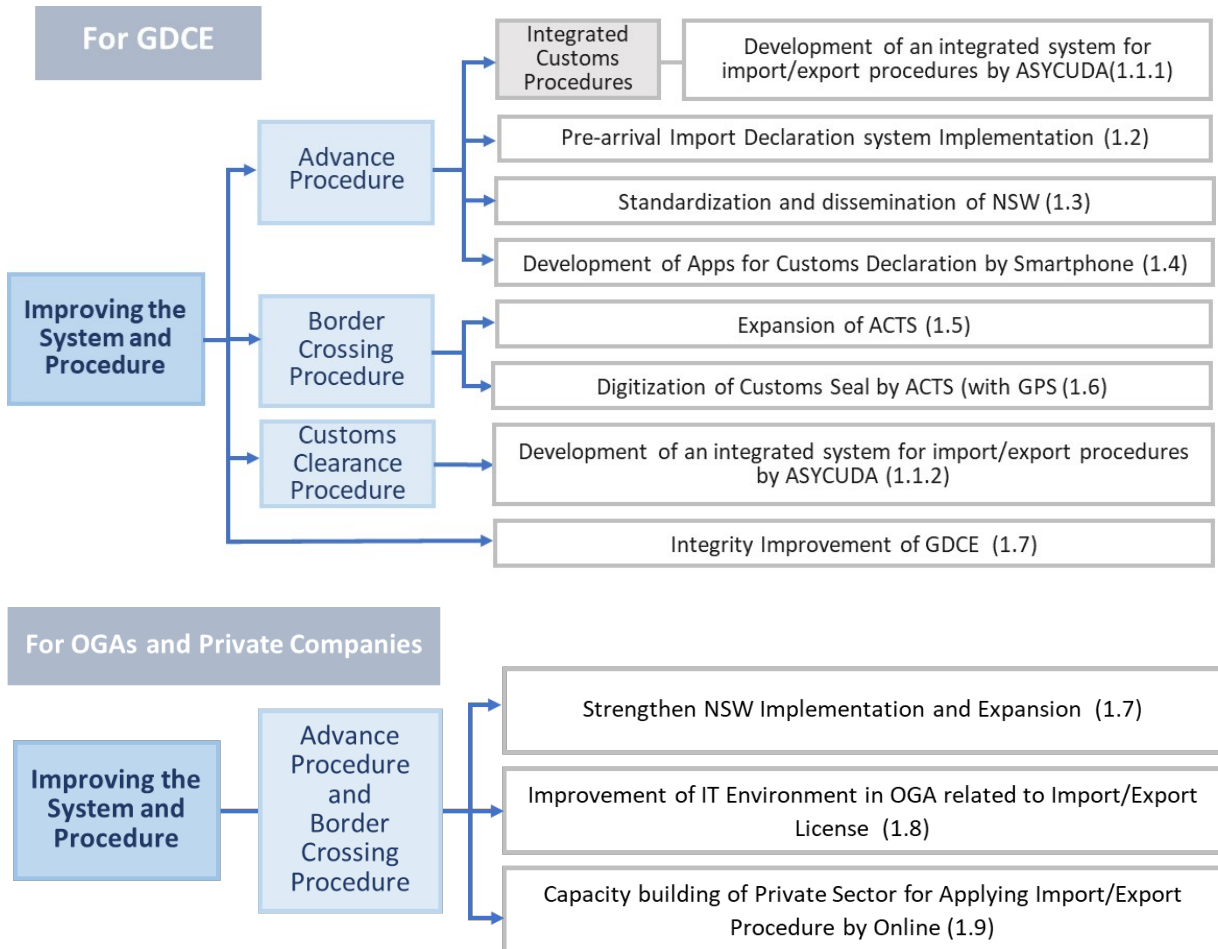 For GDCE
Integrated
Customs
Procedures
Development of an integrated system for
import/export procedures by ASYCUDA(1.1.1)
Advance
Procedure
Pre-arrival Import Declaration system Implementation (1.2)
Standardization and dissemination of NSW (1.3)
Development of Apps for Customs Declaration by Smartphone (1.4)
Improving the
System and
Procedure
Border
Crossing
Procedure
Expansion of ACTS (1.5)
Digitization of Customs Seal by ACTS (with GPS (1.6)
Customs
Clearance
Procedure
Development of an integrated system for import/export procedures
by ASYCUDA (1.1.2)
Integrity Improvement of GDCE (1.7)
For OGAs and Private Companies
Improving the
System and
Procedure
Advance
Procedure
and
Border
Crossing
Procedure
Strengthen NSW Implementation and Expansion (1.7)
Improvement of IT Environment in OGA related to Import/Export
License (1.8)
Capacity building of Private Sector for Applying Import/Export
Procedure by Online (1.9)